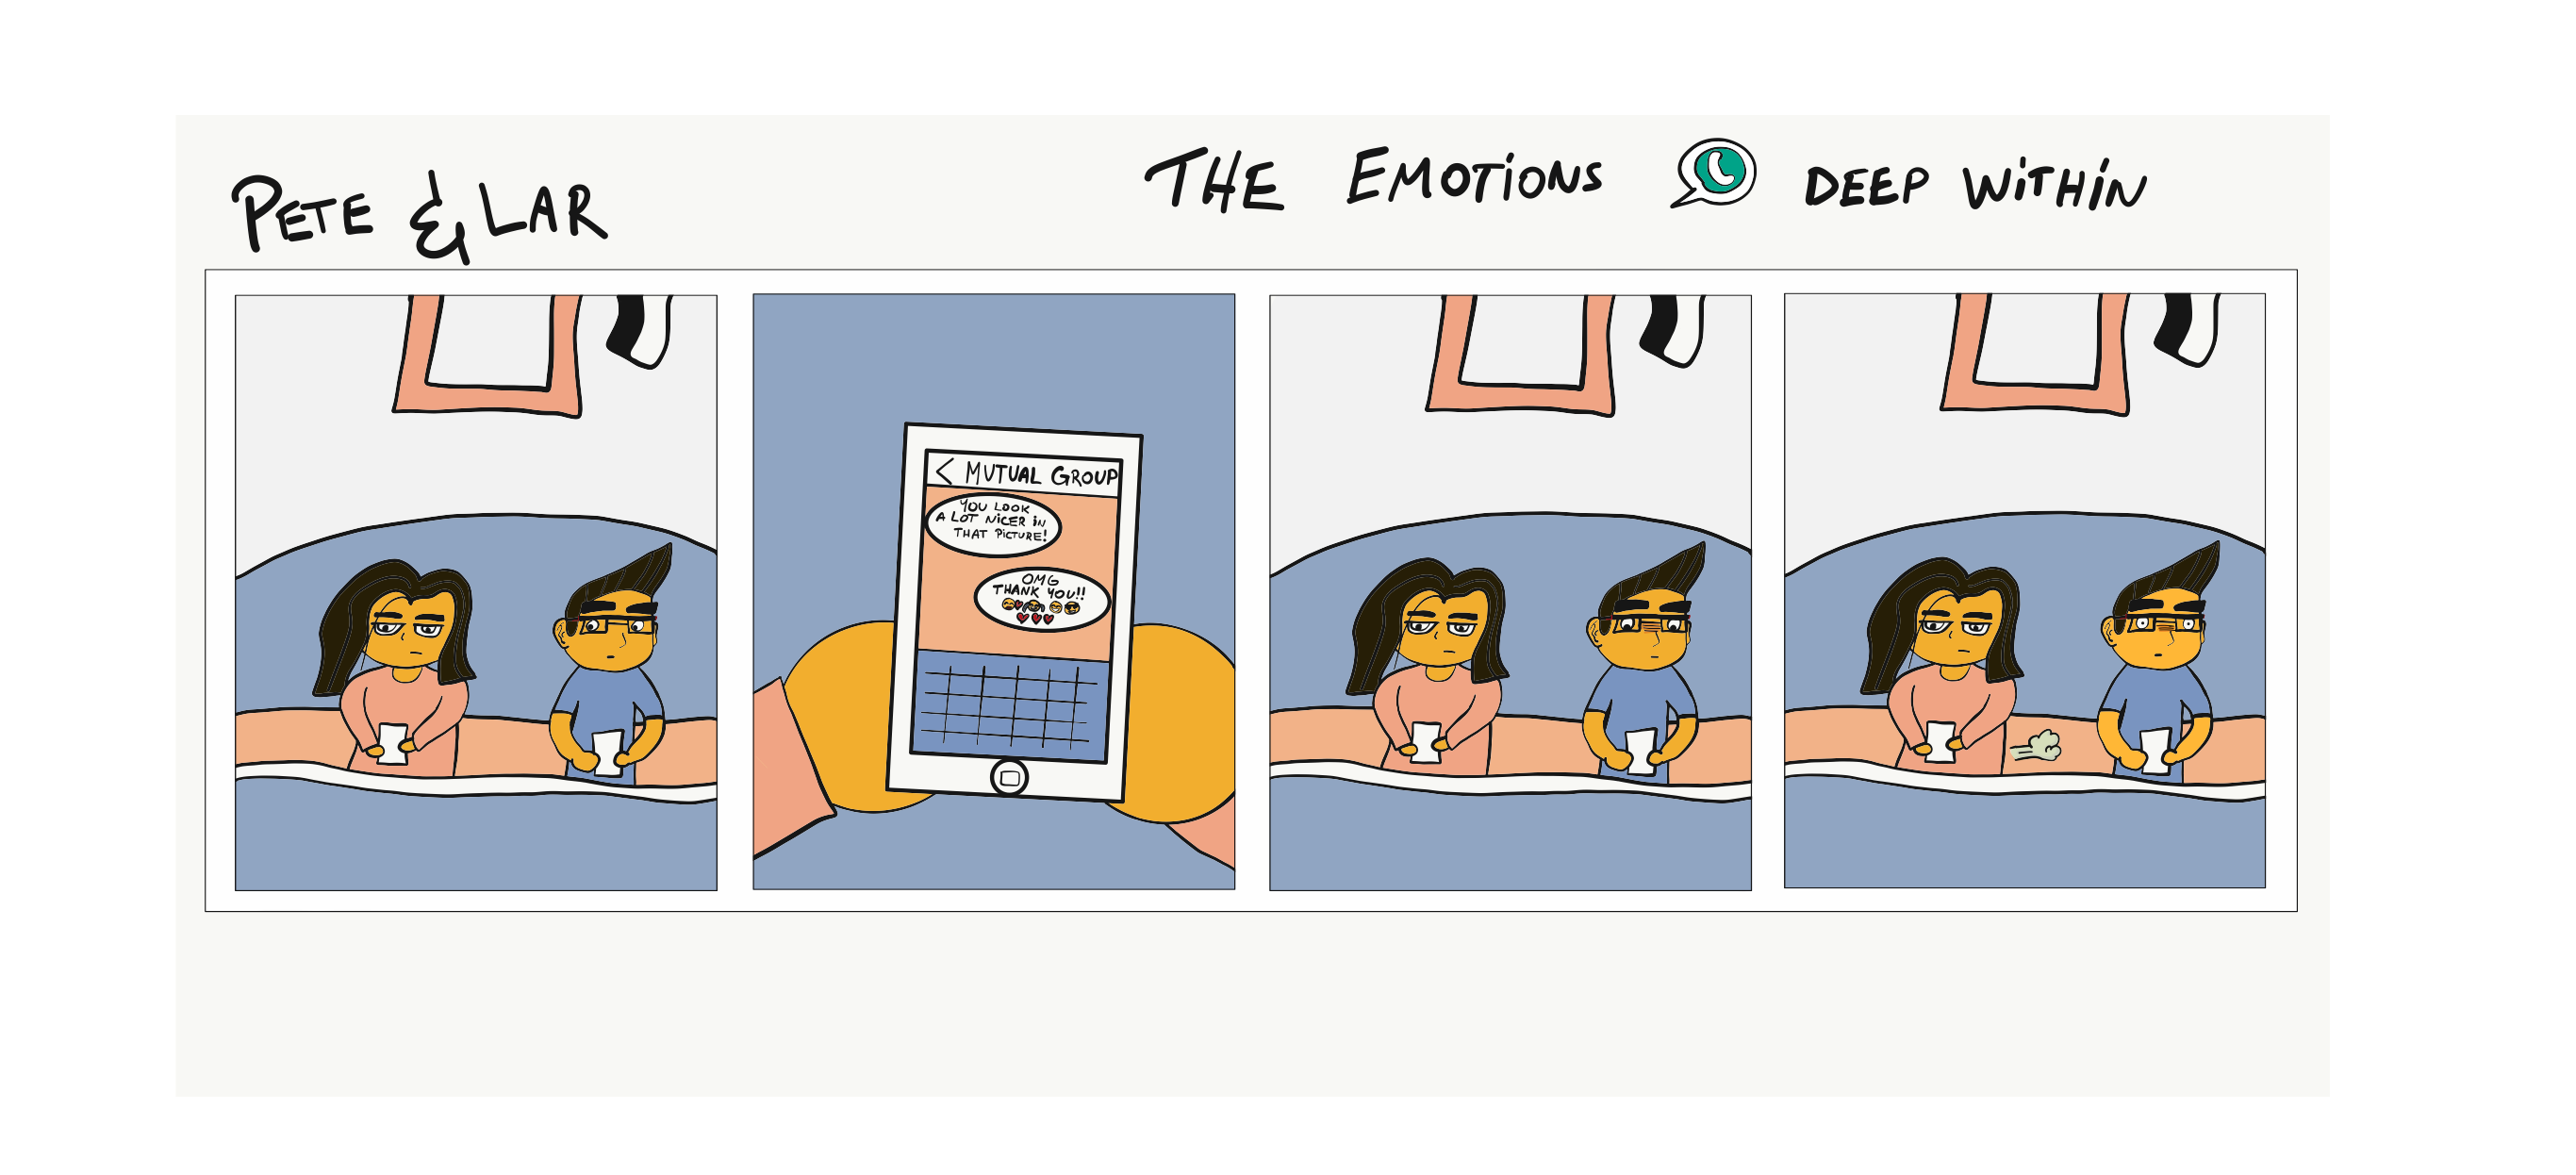 PETE & LAR
THE EMOTIONS DEEP WITHIN
< MUTUAL GROUP
YOU LOOK
A LOT NICER IN
THAT PICTURE!
OMG
THANK YOU!!